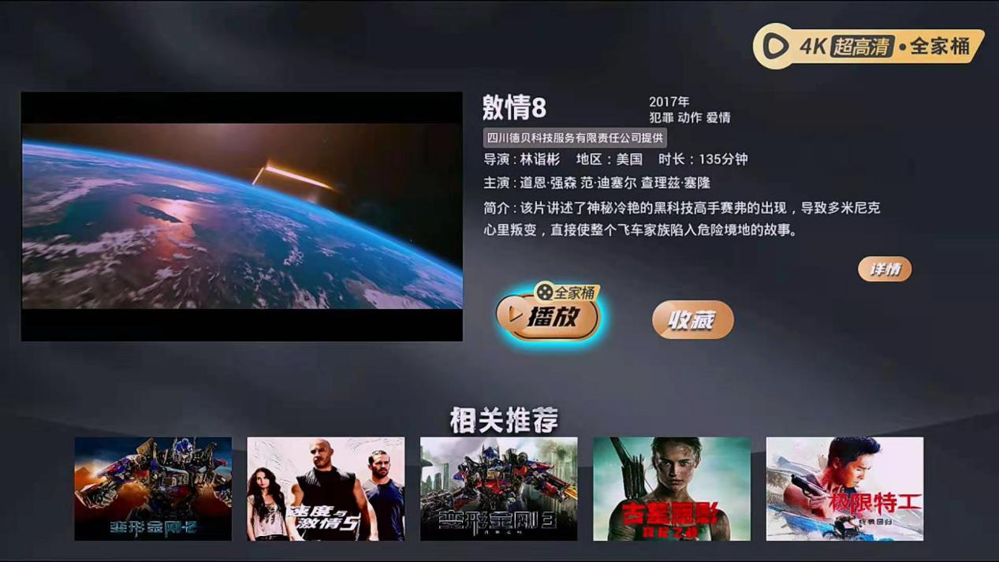 4K超高清·全家桶
敫情8
2017年
犯罪 动作 爱情
四川德贝科技服务有限责任公司提供
导演：林诣彬 地区：美国 时长：135分钟
主演：道恩·强森 范·迪塞尔 查理兹·塞隆
简介：该片讲述了神秘冷艳的黑科技高手赛弗的出现，导致多米尼克
心里叛变，直接使整个飞车家族陷入危险境地的故事。
详情
全家桶
播放
收藏
相关推荐
变形金刚2
速度与
激情5
变形金刚3
古墓丽影
极限特工
终极回归